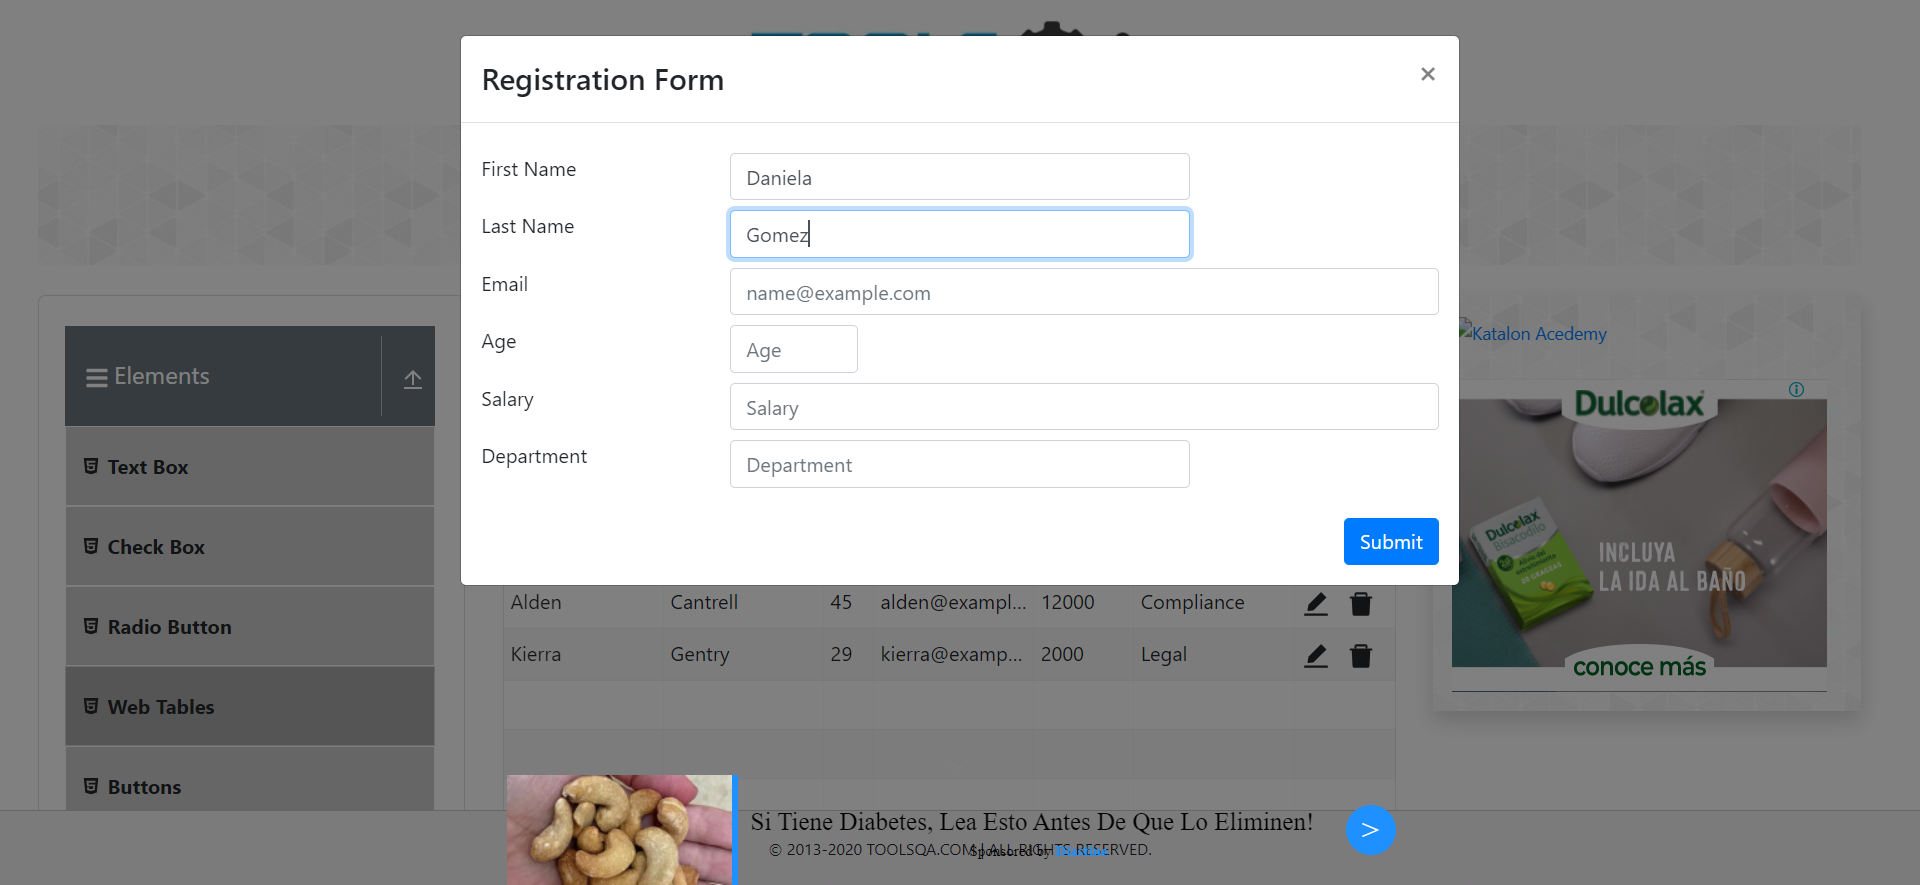 Registration Form
×
First Name
Daniela
Last Name
Gomez
Email
name@example.com
Age
Age
Salary
Salary
Department
Department
Submit
Elements
Text Box
Check Box
Radio Button
Web Tables
Buttons
Alden Cantrell 45 alden@exampl... 12000 Compliance
Kierra Gentry 29 kierra@examp... 2000 Legal
Katalon Acedemy
Dulcolax
Dulcolax
Bisacodilo
INCLUYA
LA IDA AL BAÑO
conoce más
Si Tiene Diabetes, Lea Esto Antes De Que Lo Eliminen!
>
© 2013-2020 TOOLSQA.COM | ALL RIGHTS RESERVED.
Sponsored by